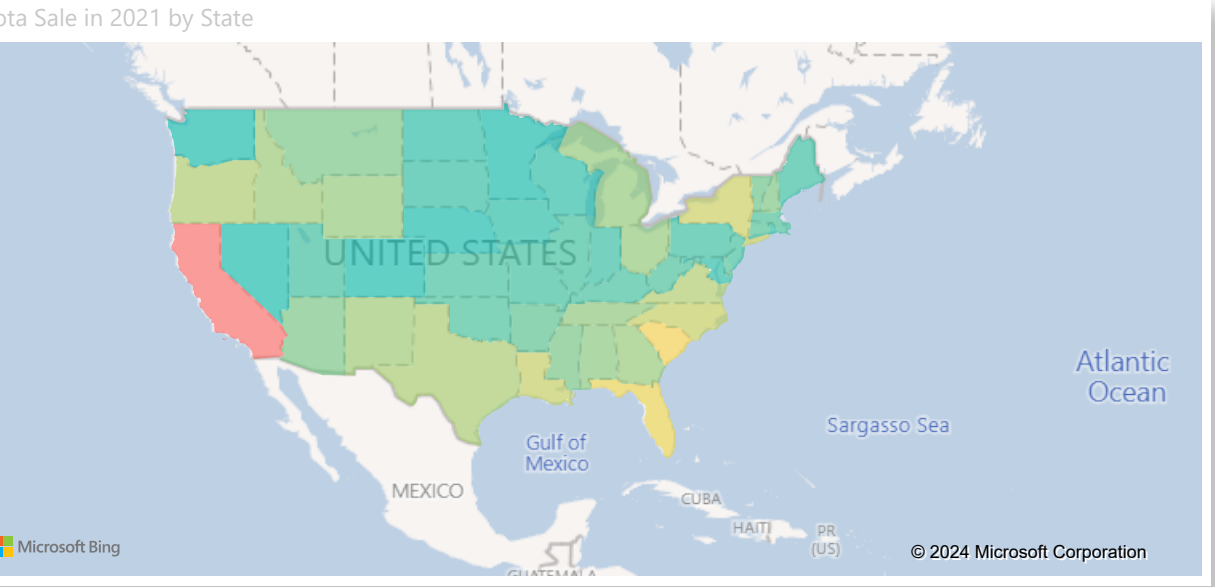 ota Sale in 2021 by State
UNITED STATES
Atlantic
Ocean
Sargasso Sea
Gulf of
Mexico
MEXICO
CUBA
HAITI
PR
(US)
Microsoft Bing
© 2024 Microsoft Corporation
GUATEMALA